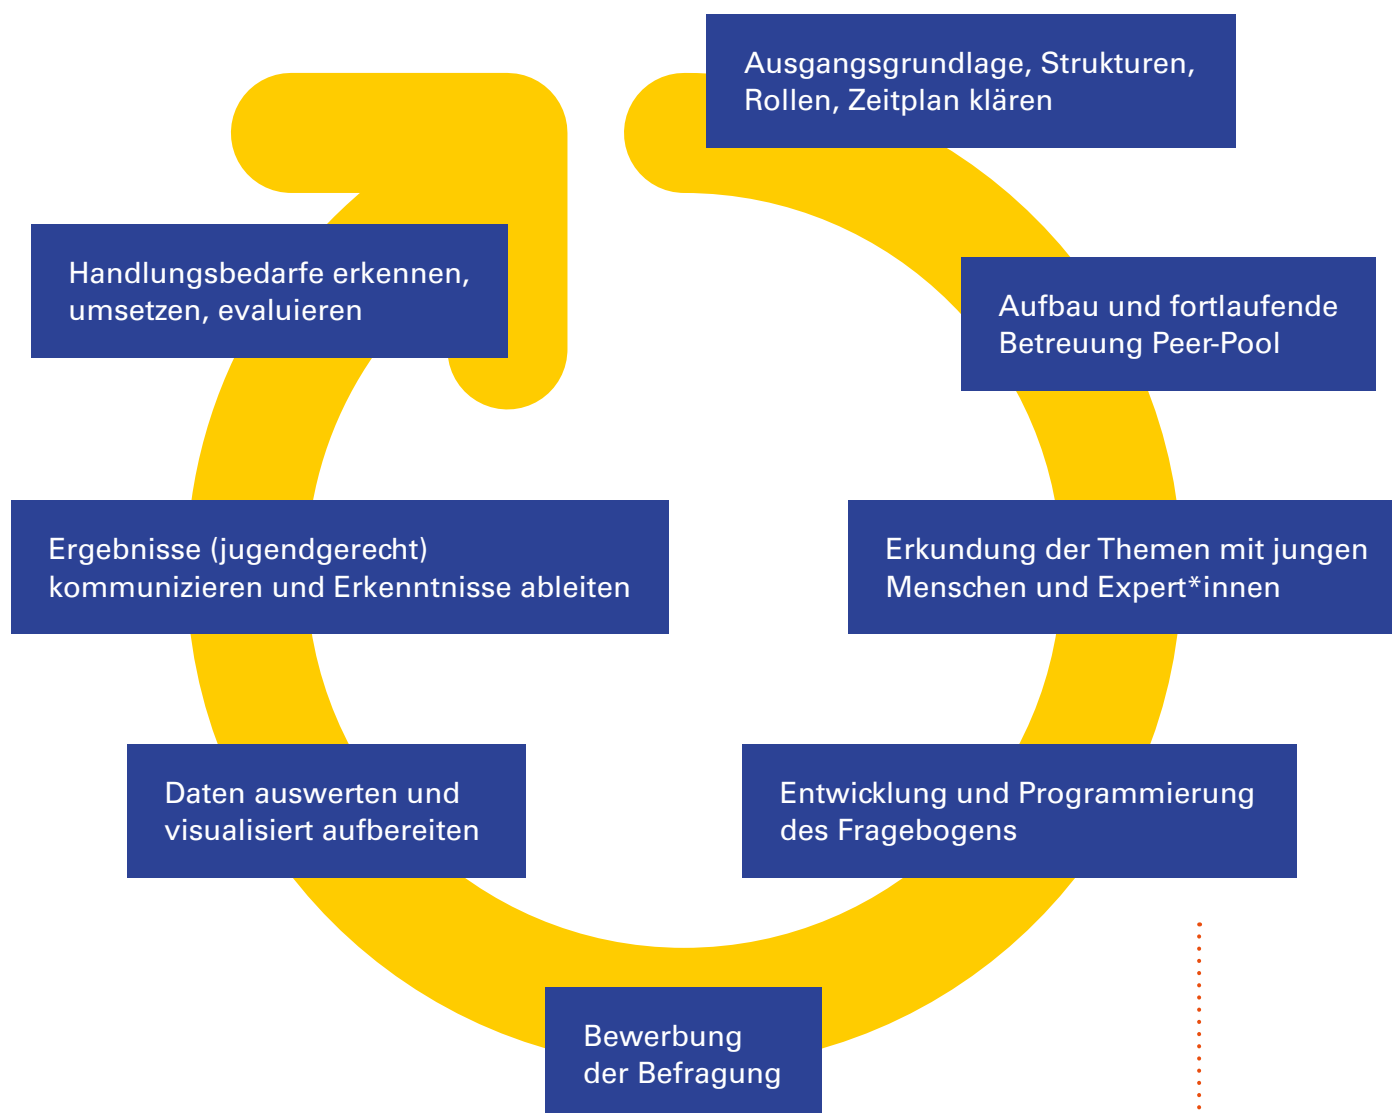 Ausgangsgrundlage, Strukturen,
Rollen, Zeitplan klären
Aufbau und fortlaufende
Betreuung Peer-Pool
Erkundung der Themen mit jungen
Menschen und Expert*innen
Entwicklung und Programmierung
des Fragebogens
Bewerbung
der Befragung
Daten auswerten und
visualisiert aufbereiten
Ergebnisse (jugendgerecht)
kommunizieren und Erkenntnisse ableiten
Handlungsbedarfe erkennen,
umsetzen, evaluieren